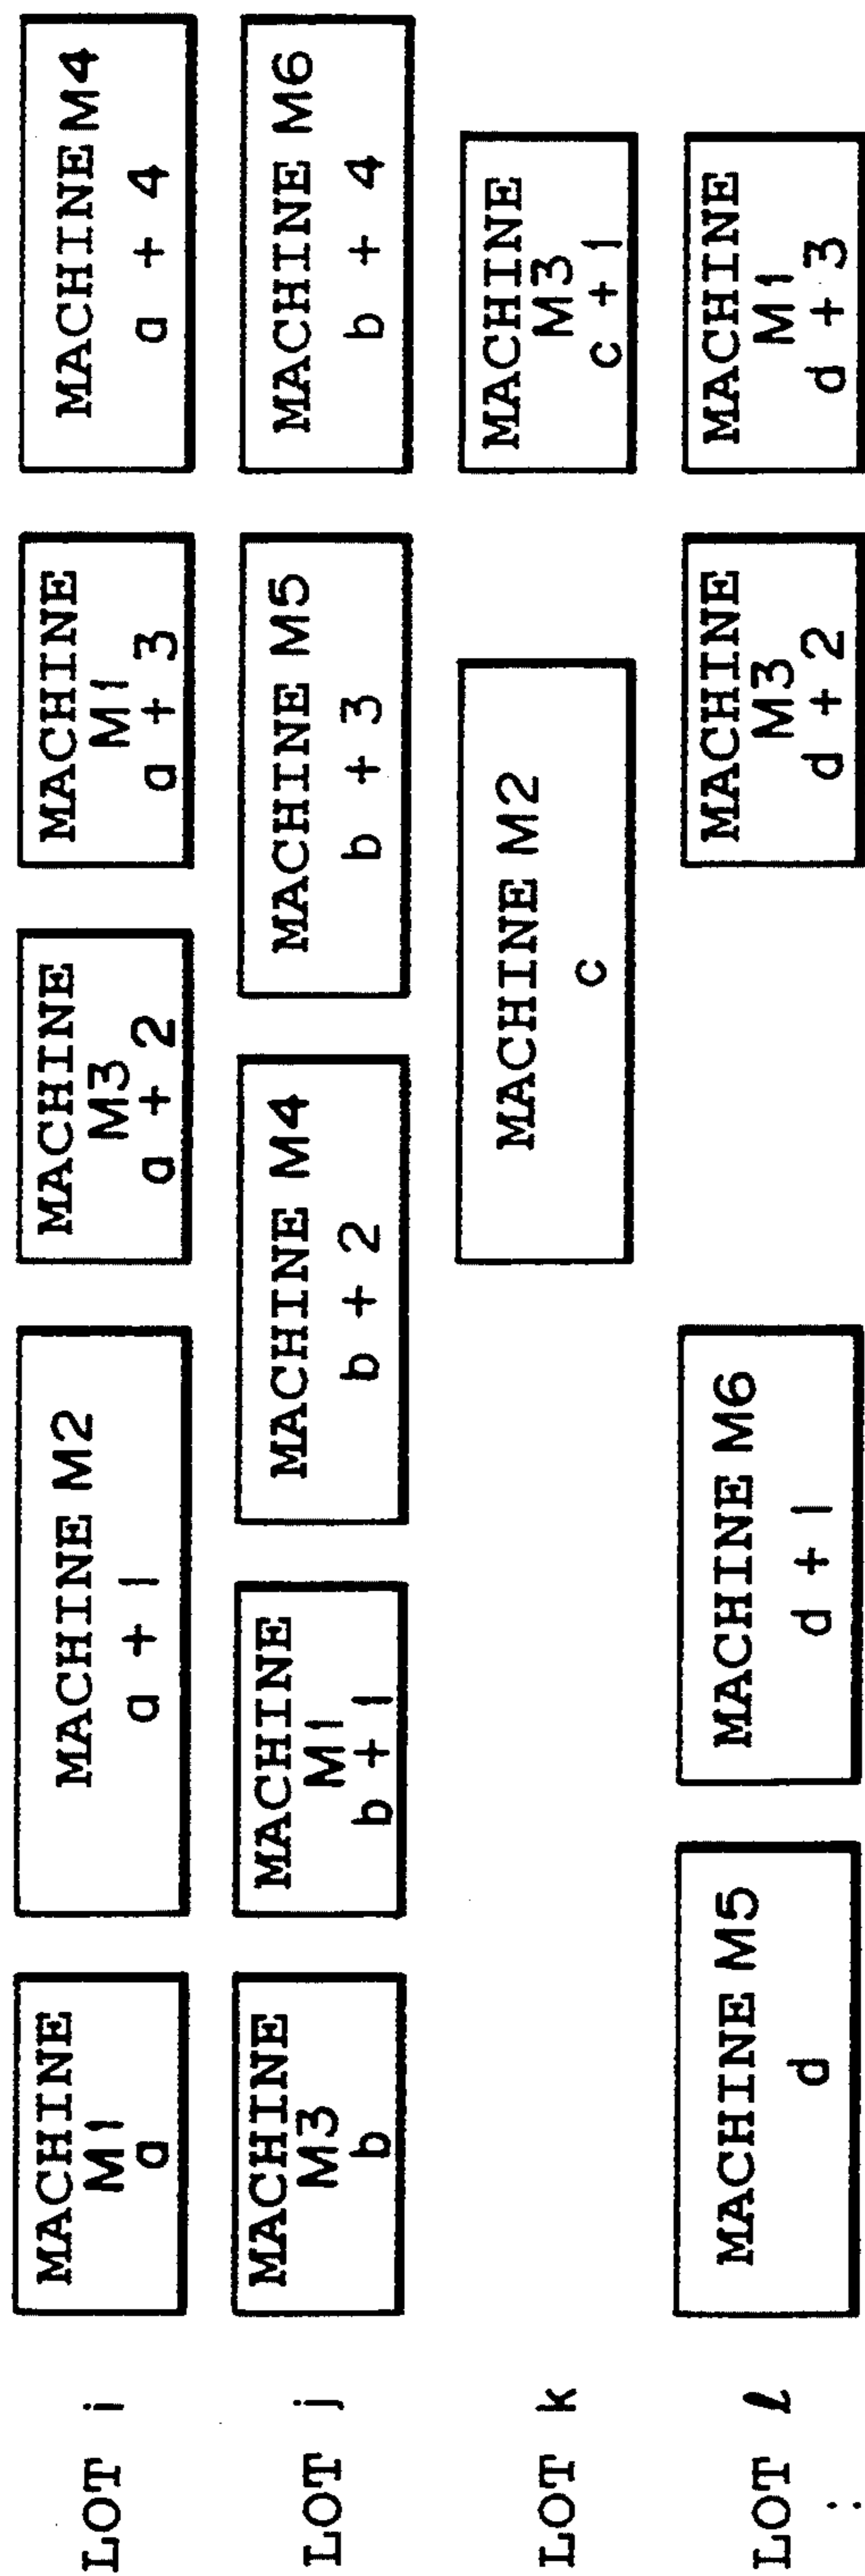 LOT i
MACHINE
M1
a
MACHINE M2
a + 1
MACHINE
M3
a + 2
MACHINE
M1
a + 3
MACHINE M4
a + 4
LOT j
MACHINE
M3
b
MACHINE
M1
b + 1
MACHINE M4
b + 2
MACHINE M5
b + 3
MACHINE M6
b + 4
LOT k
MACHINE M2
c
MACHINE
M3
c + 1
LOT ℓ
MACHINE M5
d
MACHINE M6
d + 1
MACHINE
M3
d + 2
MACHINE
M1
d + 3
: